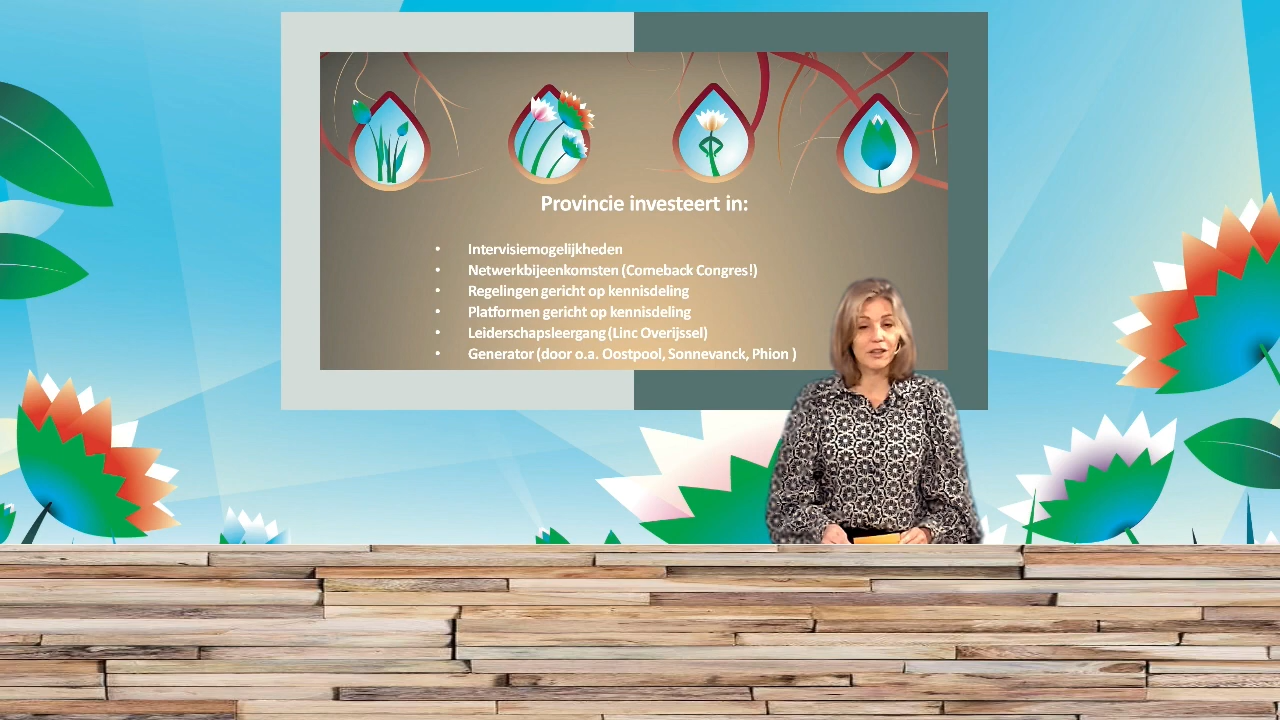 Provincie investeert in:
• Intervisiemogelijkheden
• Netwerkbijeenkomsten (Comeback Congres!)
• Regelingen gericht op kennisdeling
• Platformen gericht op kennisdeling
• Leiderschapsleergang (Linc Overijssel)
• Generator (door o.a. Oostpool, Sonnevanck, Phion )